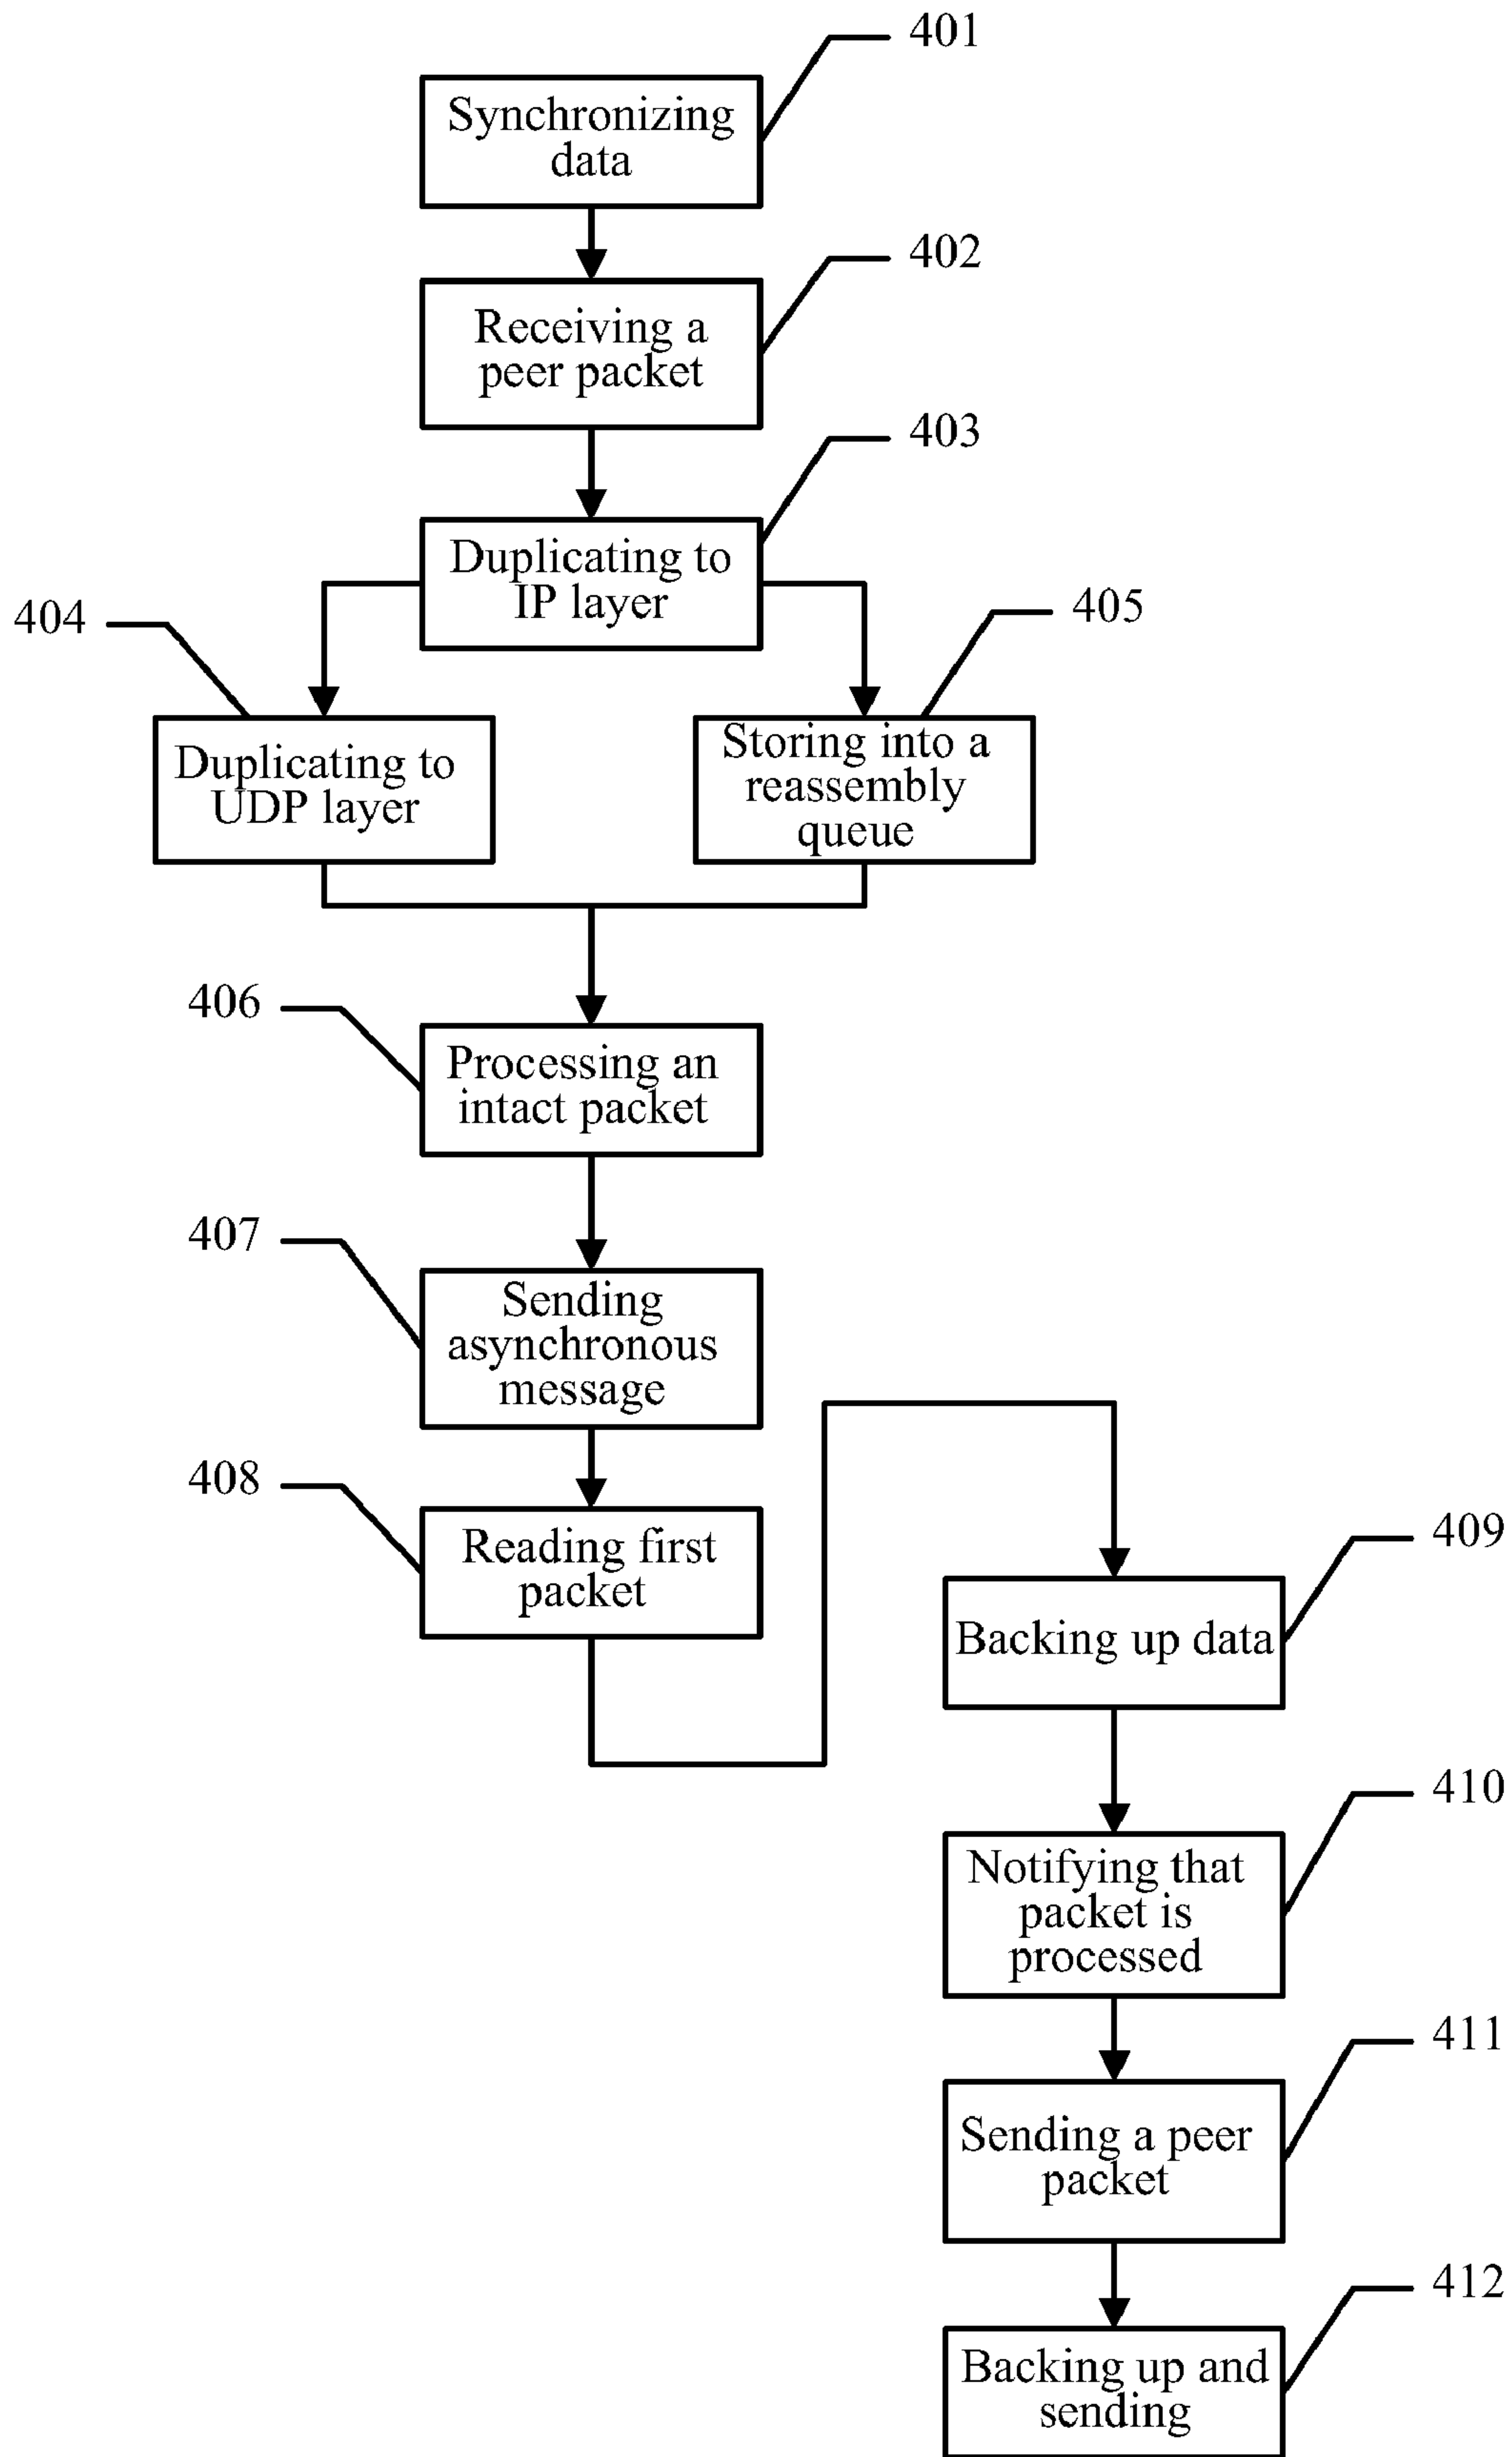 401
Synchronizing
data
402
Receiving a
peer packet
403
Duplicating to
IP layer
404
405
Duplicating to
UDP layer
Storing into a
reassembly
queue
406
Processing an
intact packet
407
Sending
asynchronous
message
408
Reading first
packet
409
Backing up data
410
Notifying that
packet is
processed
411
Sending a peer
packet
412
Backing up and
sending